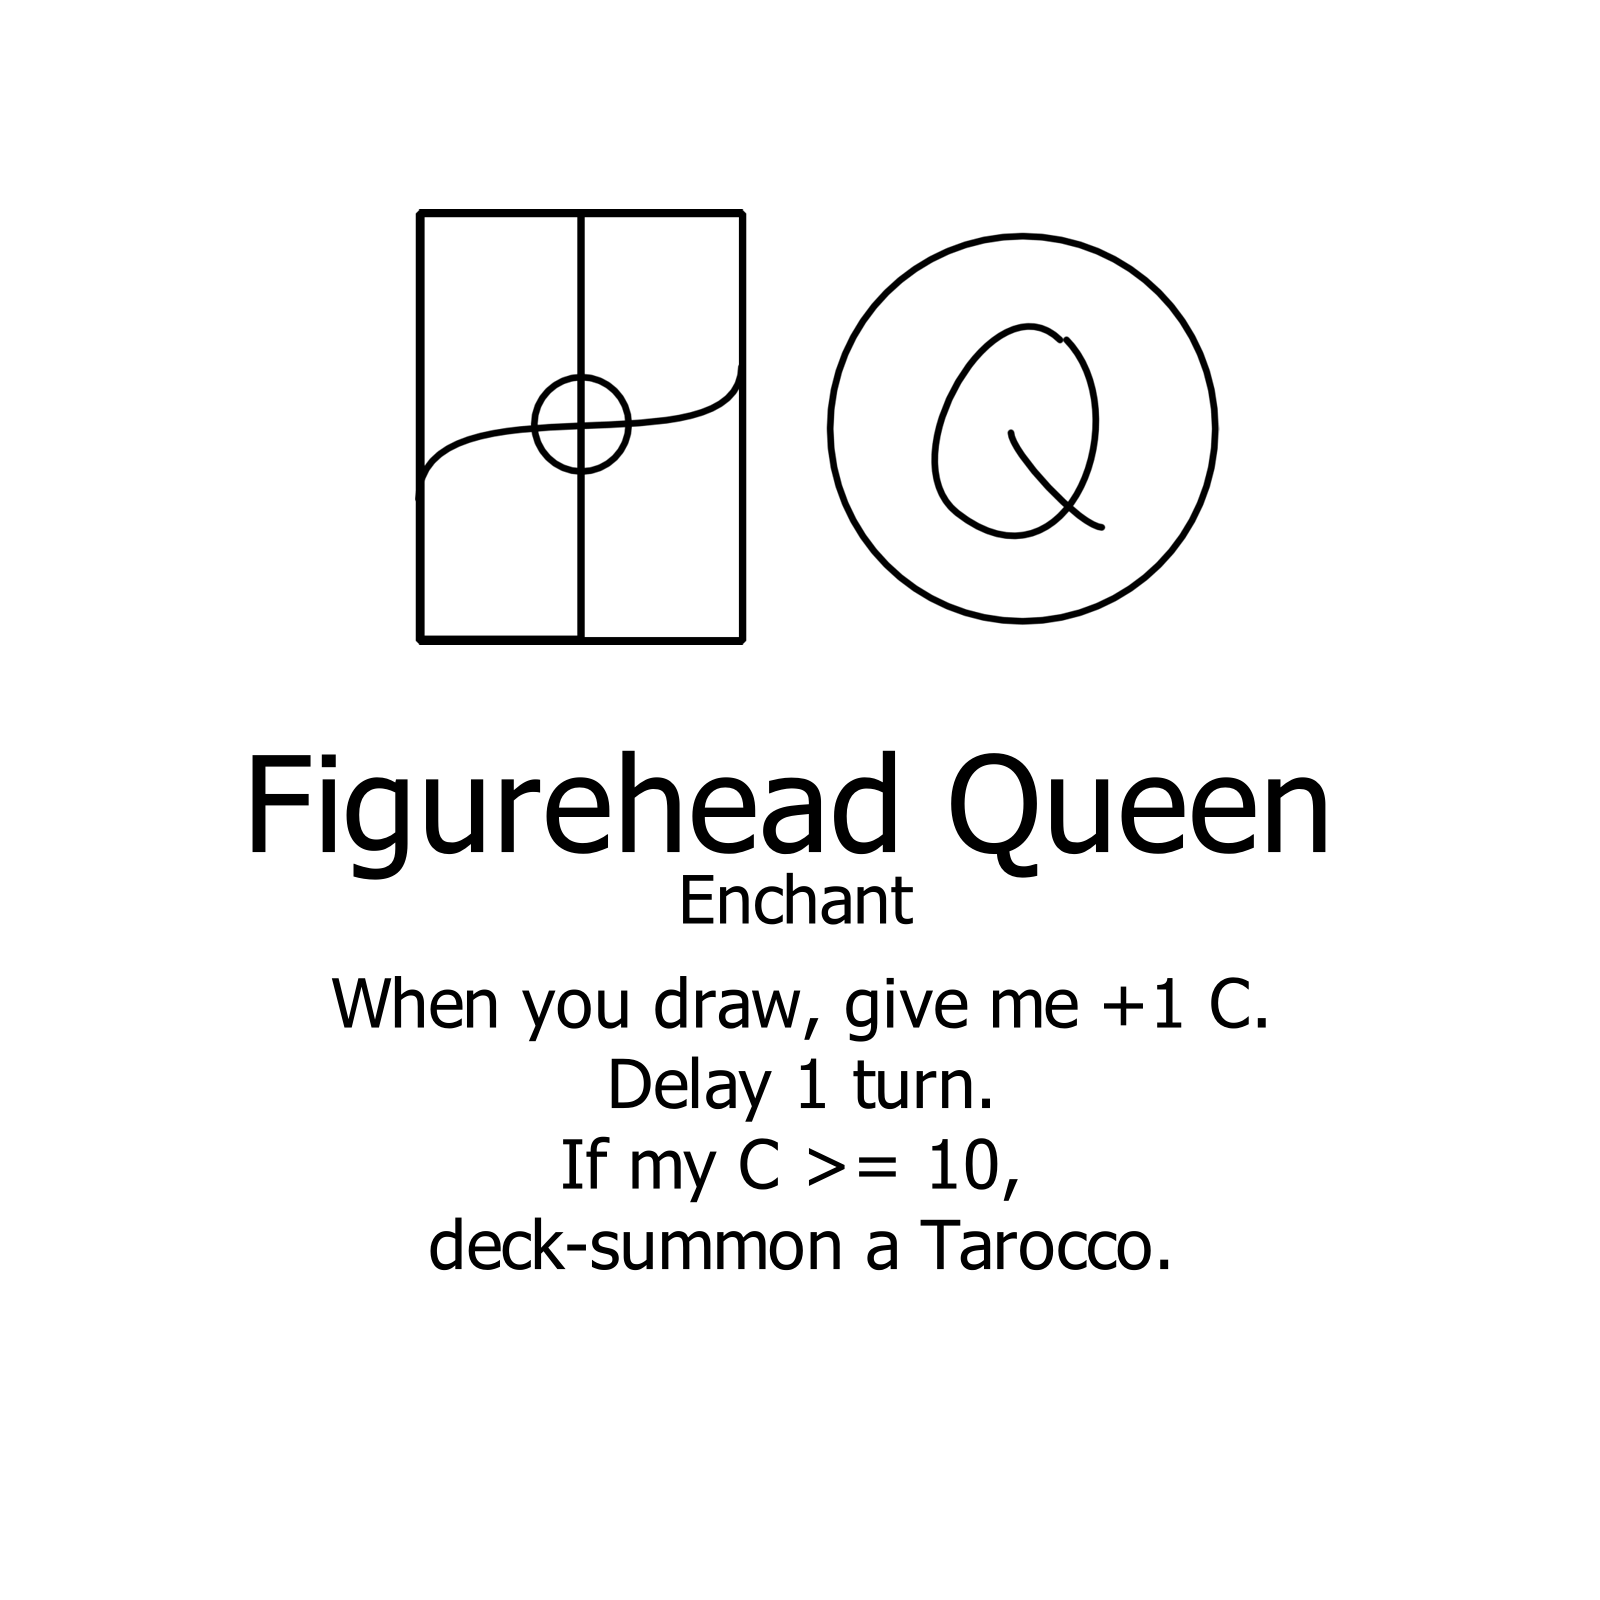 Q
Figurehead Queen
Enchant
When you draw, give me +1 C.
Delay 1 turn.
If my C >= 10,
deck-summon a Tarocco.